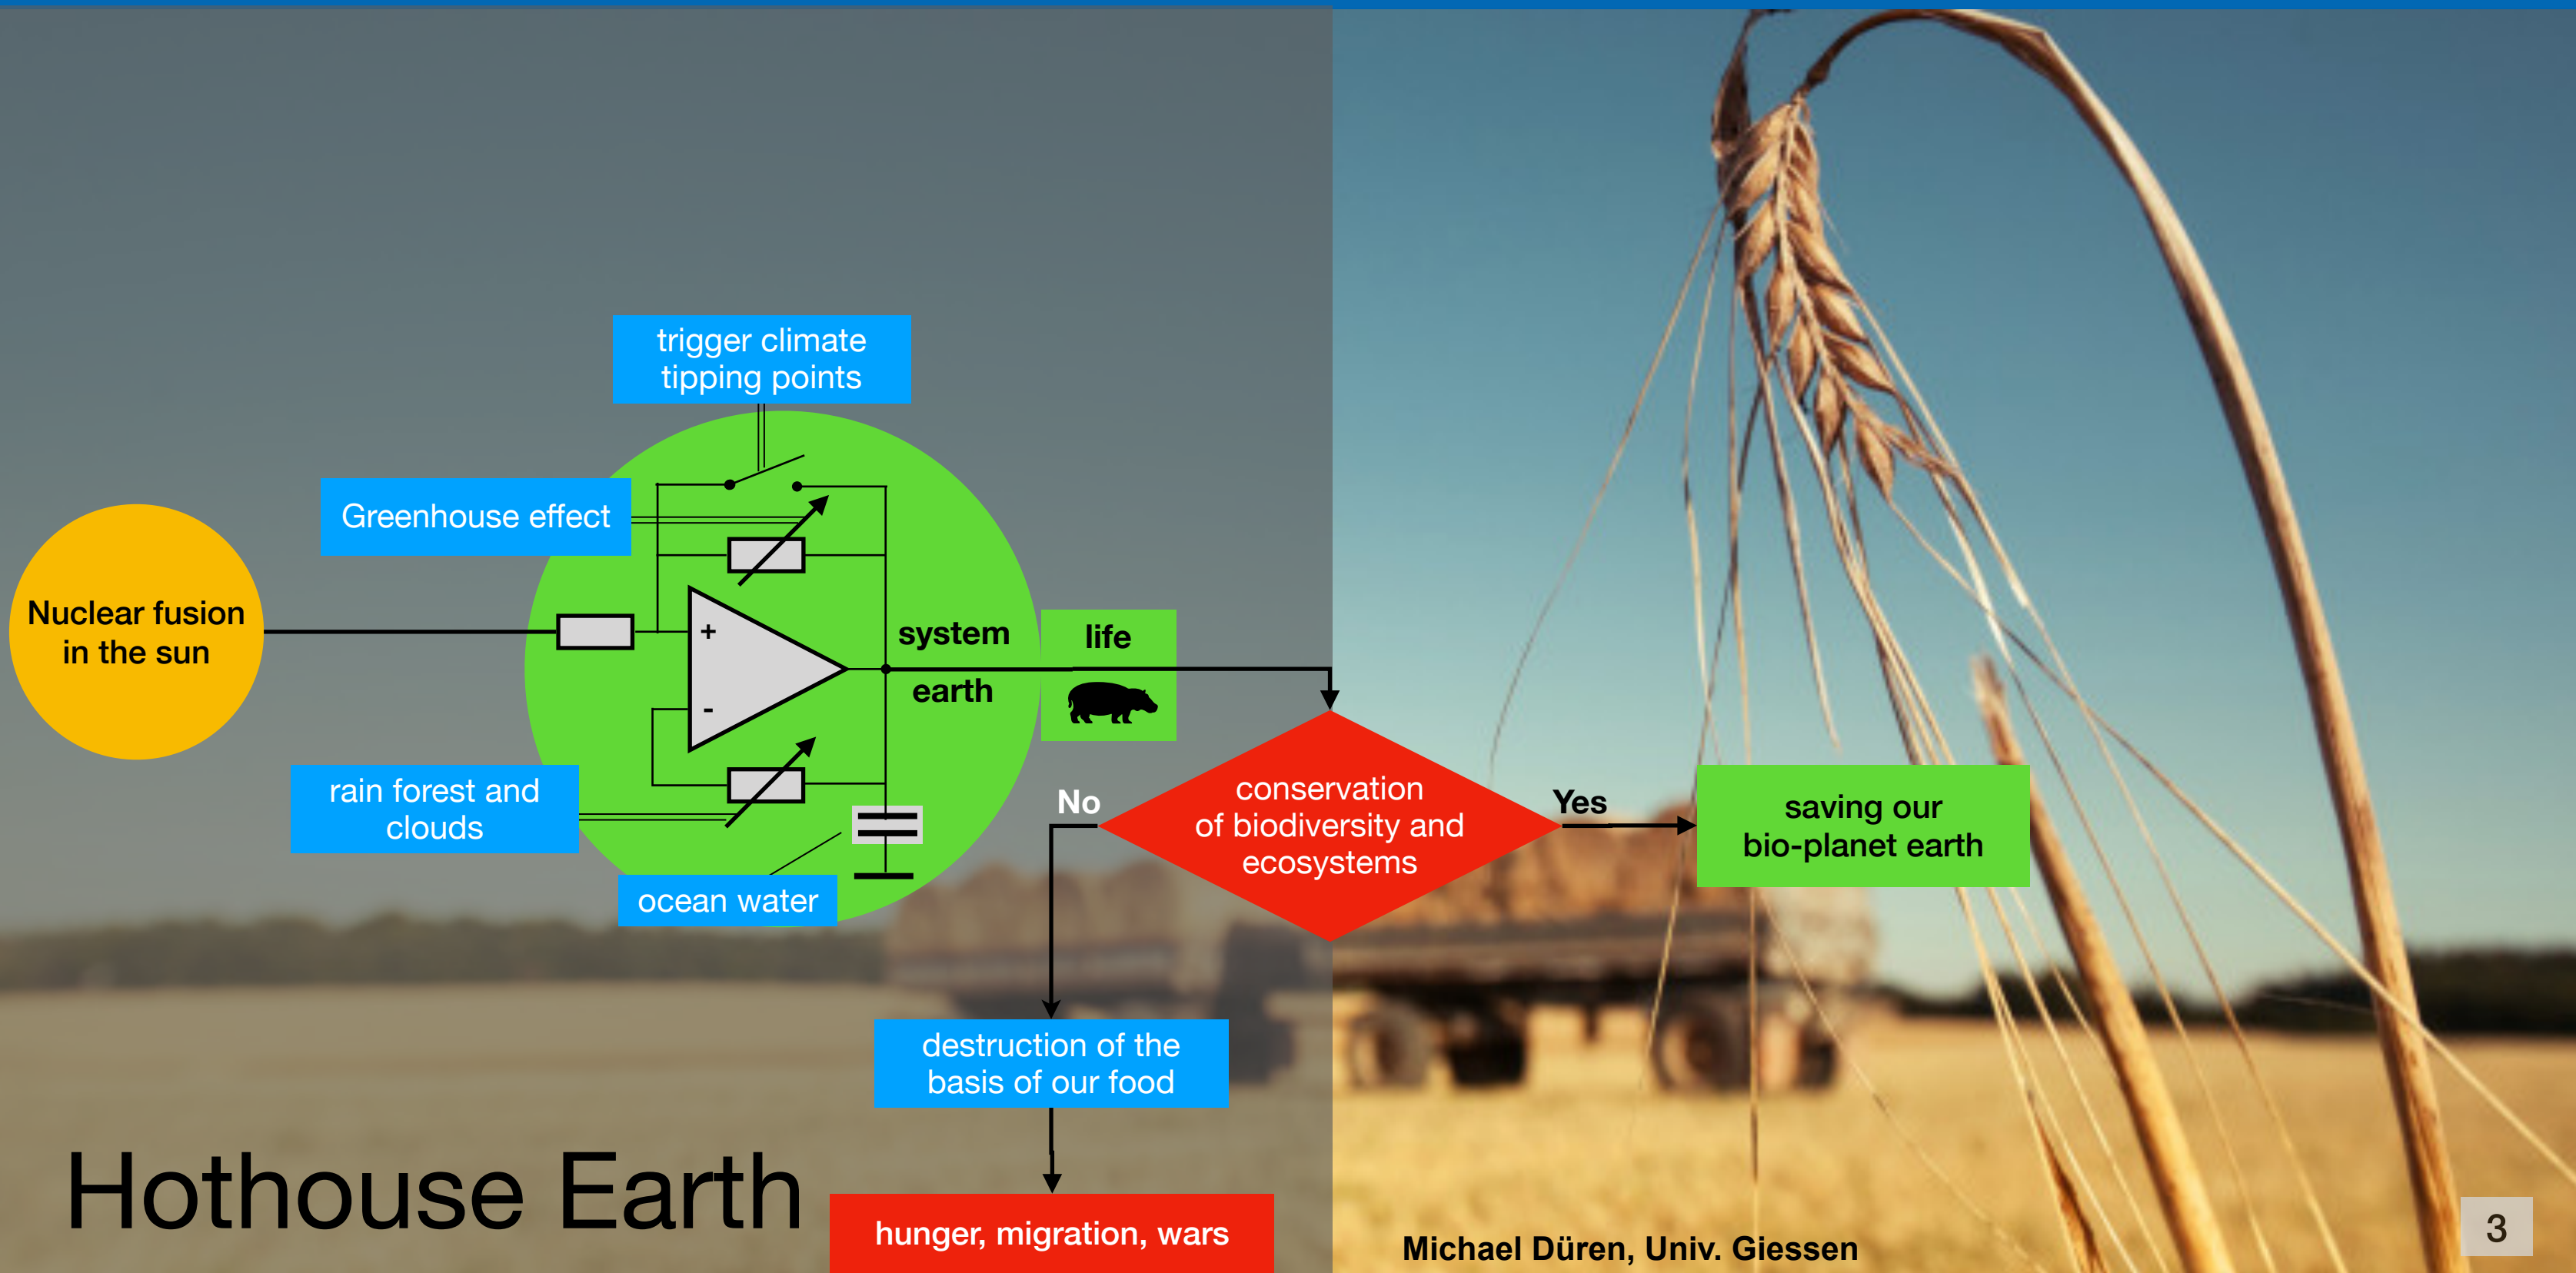 trigger climate
tipping points
Greenhouse effect
Nuclear fusion
in the sun
+
-
system
earth
life
rain forest and
clouds
ocean water
No
conservation
of biodiversity and
ecosystems
Yes
saving our
bio-planet earth
destruction of the
basis of our food
hunger, migration, wars
Hothouse Earth
Michael Düren, Univ. Giessen
3